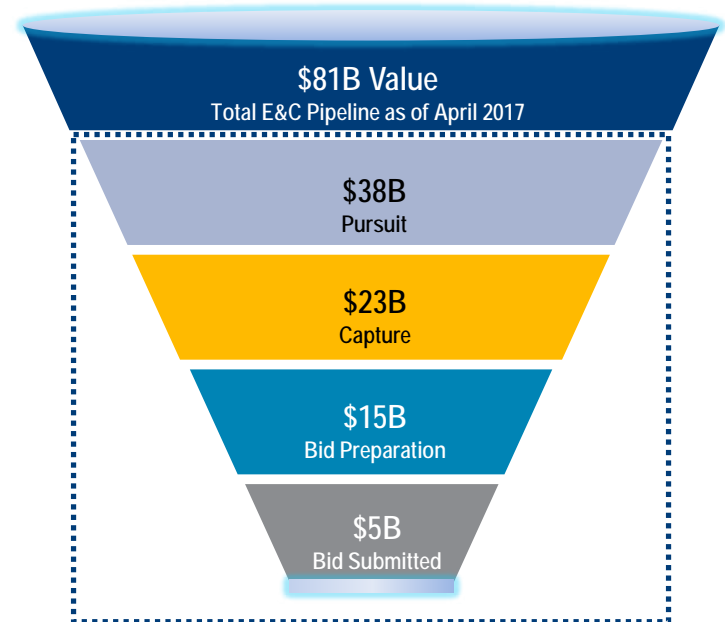 $81B Value
Total E&C Pipeline as of April 2017
$38B
Pursuit
$23B
Capture
$15B
Bid Preparation
$5B
Bid Submitted